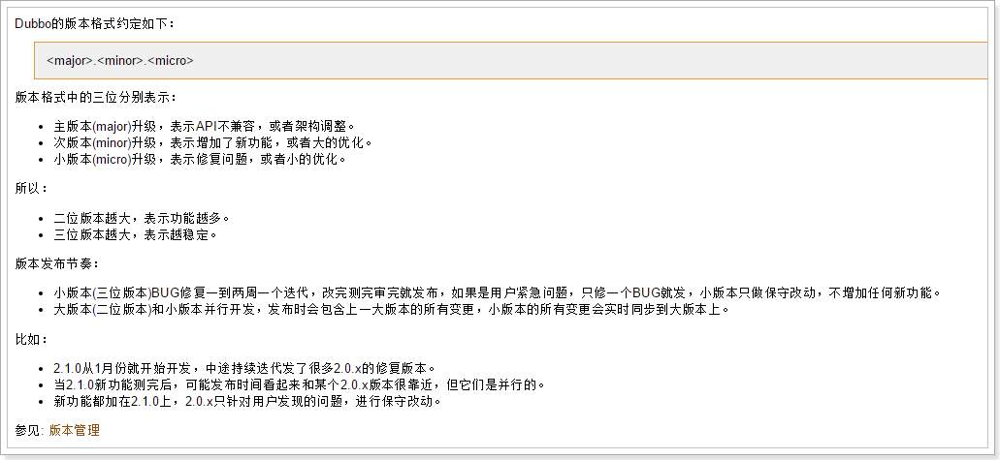 Dubbo的版本格式约定如下：
<major>.<minor>.<micro>
版本格式中的三位分别表示：
主版本(major)升级，表示API不兼容，或者架构调整。
次版本(minor)升级，表示增加了新功能，或者大的优化。
小版本(micro)升级，表示修复问题，或者小的优化。
所以：
二位版本越大，表示功能越多。
三位版本越大，表示越稳定。
版本发布节奏：
小版本(三位版本)BUG修复一到两周一个迭代，改完测完审完就发布，如果是用户紧急问题，只修一个BUG就发，小版本只做保守改动，不增加任何新功能。
大版本(二位版本)和小版本并行开发，发布时会包含上一大版本的所有变更，小版本的所有变更会实时同步到大版本上。
比如：
2.1.0从1月份就开始开发，中途持续迭代发了很多2.0.x的修复版本。
当2.1.0新功能测完后，可能发布时间看起来和某个2.0.x版本很靠近，但它们是并行的。
新功能都加在2.1.0上，2.0.x只针对用户发现的问题，进行保守改动。
参见: 版本管理